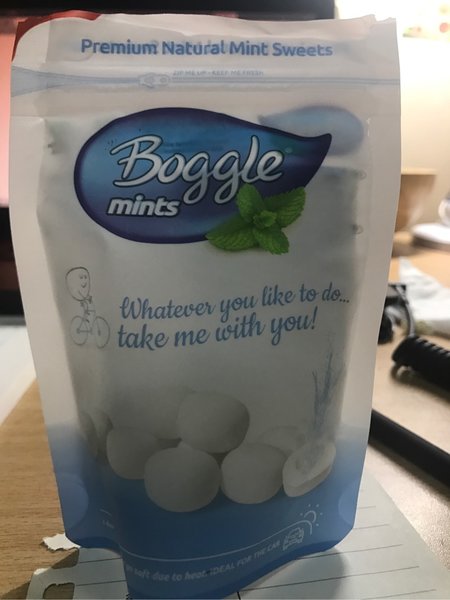 Premium Natural Mint Sweets
ZIP ME UP - KEEP ME FRESH
Boggle
mints
Whatever you like to do...
take me with you!
soft due to heat. IDEAL FOR THE CAR